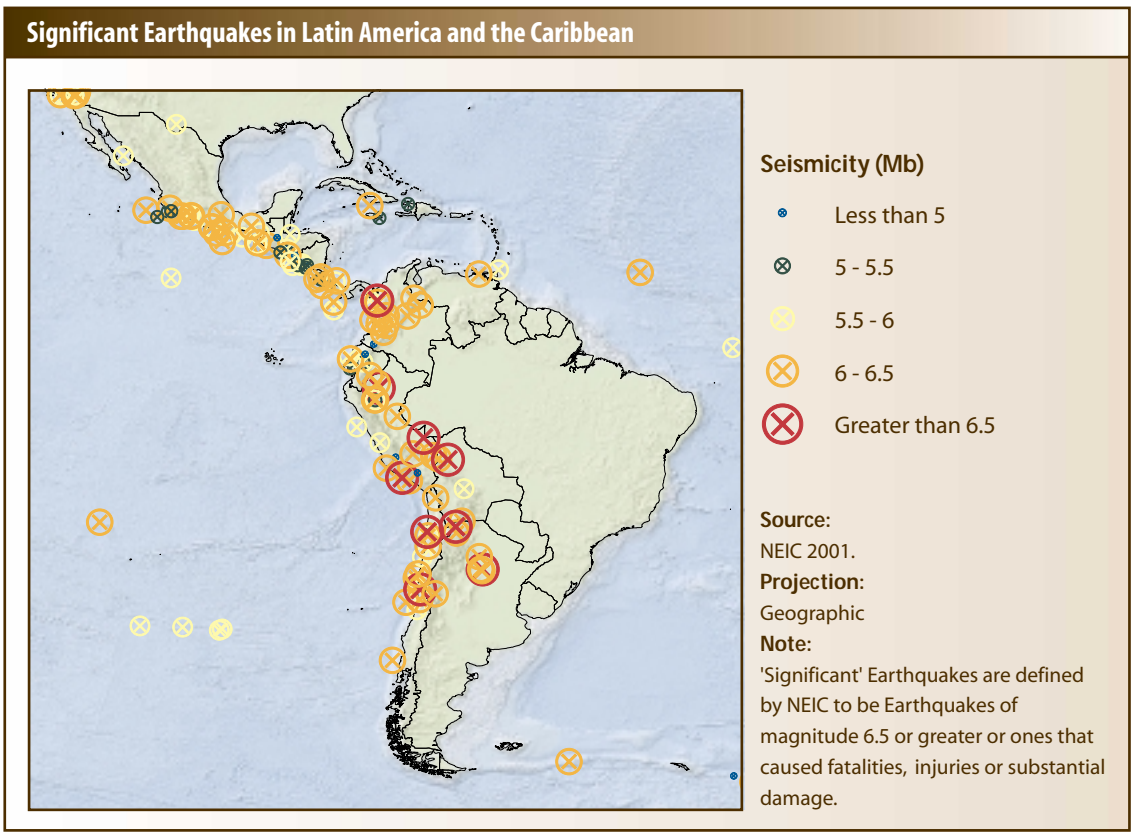 Significant Earthquakes in Latin America and the Caribbean
Seismicity (Mb)
Less than 5
5 - 5.5
5.5 - 6
6 - 6.5
Greater than 6.5
Source:
NEIC 2001.
Projection:
Geographic
Note:
'Significant' Earthquakes are defined
by NEIC to be Earthquakes of
magnitude 6.5 or greater or ones that
caused fatalities, injuries or substantial
damage.